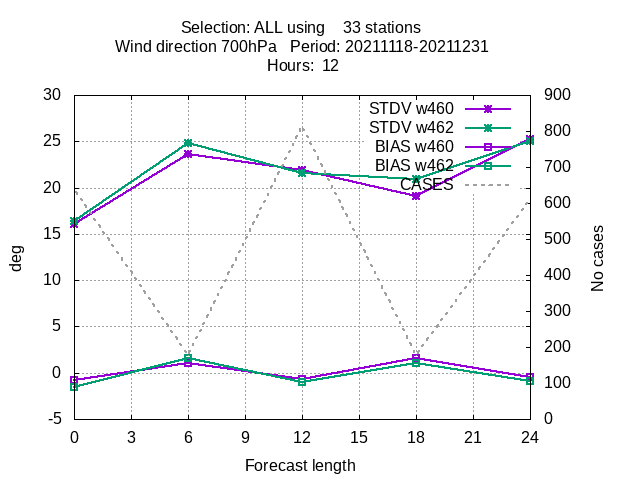 Selection: ALL using    33 stations
Wind direction 700hPa   Period: 20211118-20211231
Hours:  12
30
25
20
15
10
5
0
-5
deg
STDV w460
STDV w462
BIAS w460
BIAS w462
CASES
900
800
700
600
500
400
300
200
100
0
No cases
0 3 6 9 12 15 18 21 24
Forecast length